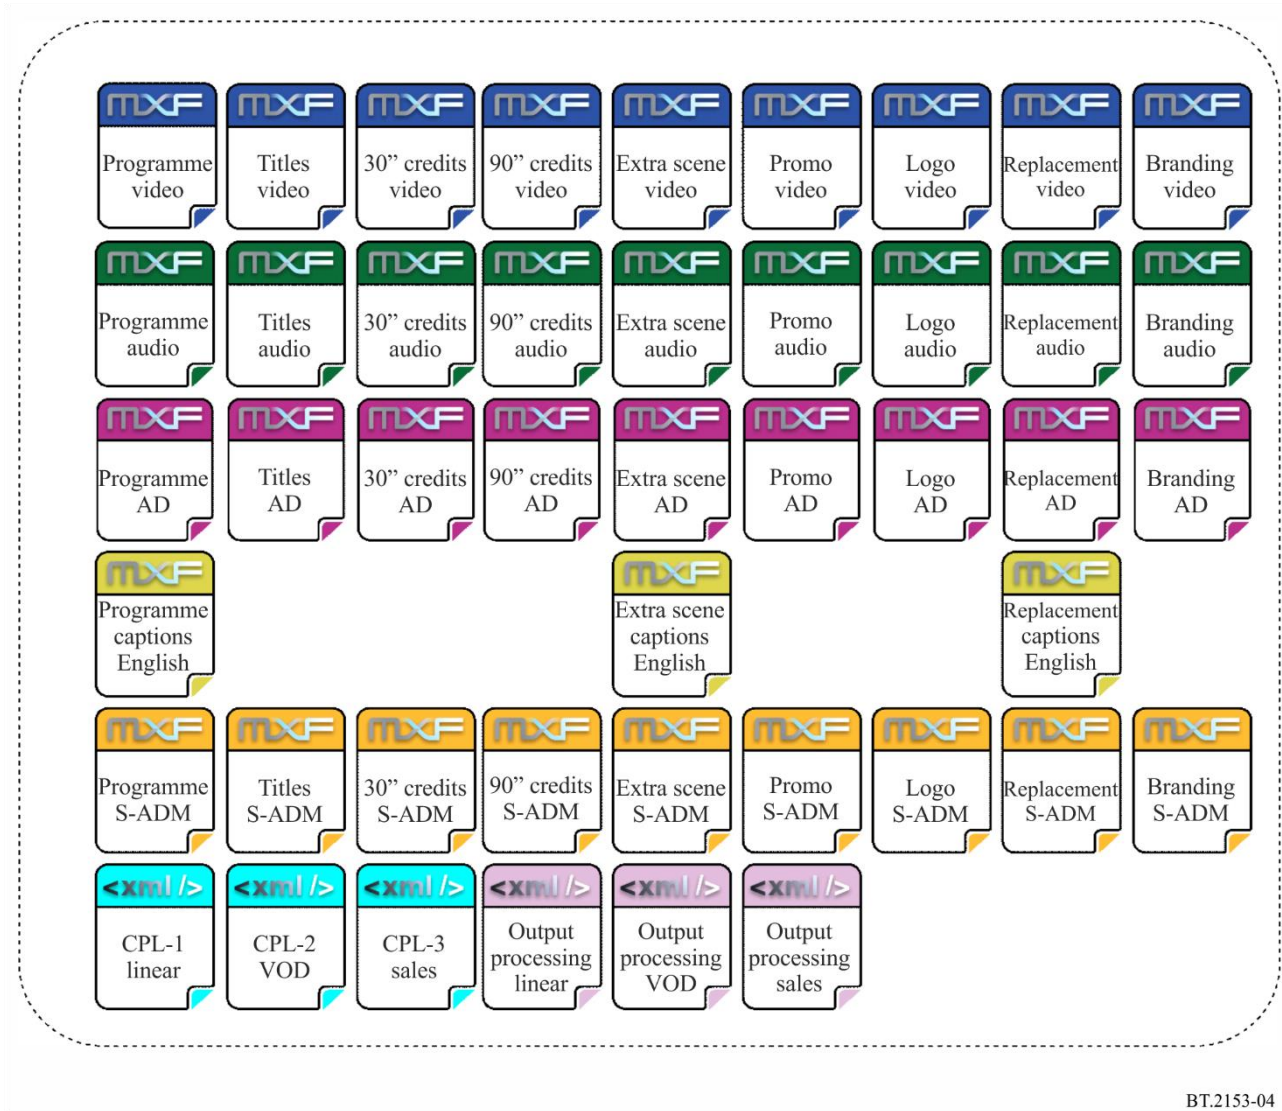 mxf mxf mxf mxf mxf mxf mxf mxf mxf
Programme Titles 30” credits 90” credits Extra scene Promo Logo Replacement Branding
video video video video video video video video video
mxf mxf mxf mxf mxf mxf mxf mxf mxf
Programme Titles 30” credits 90” credits Extra scene Promo Logo Replacement Branding
audio audio audio audio audio audio audio audio audio
mxf mxf mxf mxf mxf mxf mxf mxf mxf
Programme Titles 30” credits 90” credits Extra scene Promo Logo Replacement Branding
AD AD AD AD AD AD AD AD AD
mxf mxf mxf
Programme Extra scene Replacement
captions captions captions
English English English
mxf mxf mxf mxf mxf mxf mxf mxf mxf
Programme Titles 30” credits 90” credits Extra scene Promo Logo Replacement Branding
S-ADM S-ADM S-ADM S-ADM S-ADM S-ADM S-ADM S-ADM S-ADM
<xml /> <xml /> <xml /> <xml /> <xml /> <xml />
CPL-1 CPL-2 CPL-3 Output Output Output
linear VOD sales processing processing processing
linear VOD sales
BT.2153-04